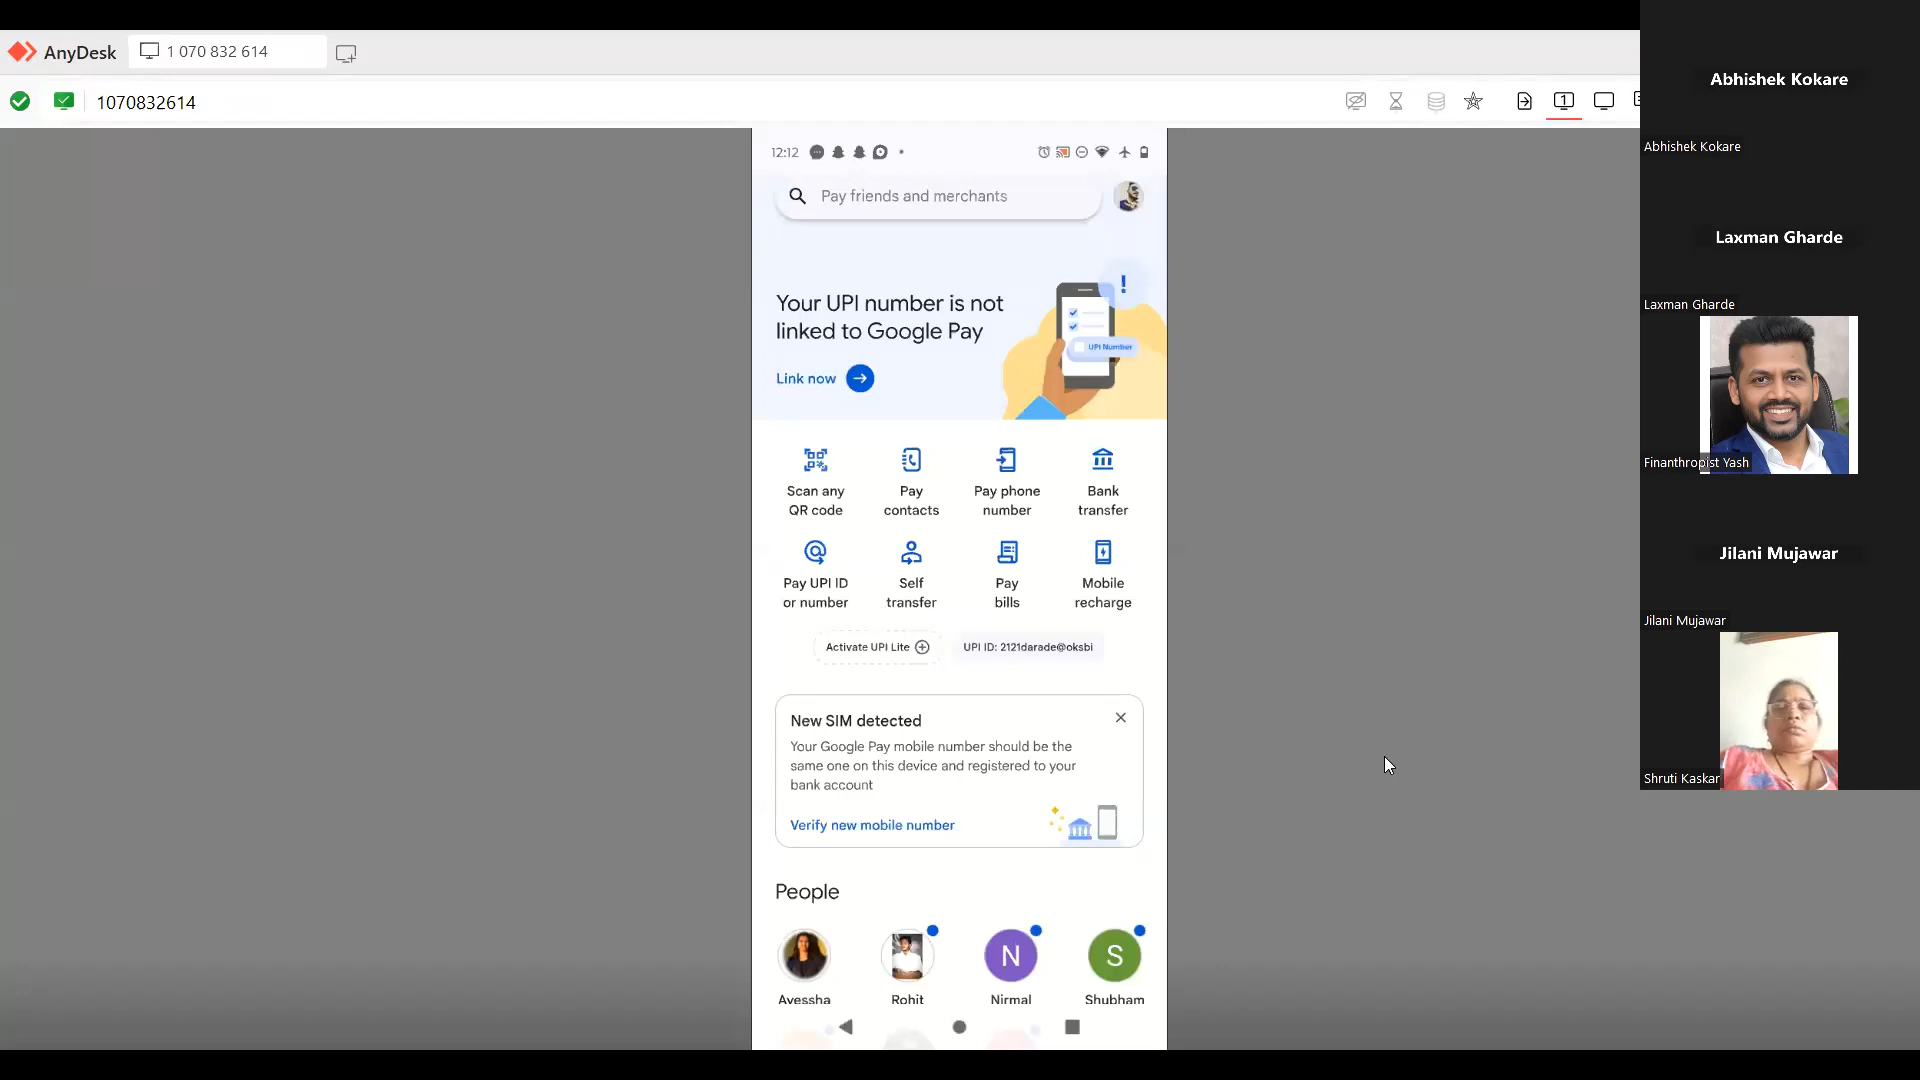 AnyDesk
1 070 832 614
1070832614
1
12:12
Pay friends and merchants
Your UPI number is not
linked to Google Pay
UPI Number
Link now
Scan any
QR code
Pay
contacts
Pay phone
number
Bank
transfer
Pay UPI ID
or number
Self
transfer
Pay
bills
Mobile
recharge
Activate UPI Lite
UPI ID: 2121darade@oksbi
New SIM detected
Your Google Pay mobile number should be the
same one on this device and registered to your
bank account
Verify new mobile number
People
N
S
Ayessha
Rohit
Nirmal
Shubham
Abhishek Kokare
Abhishek Kokare
Laxman Gharde
Laxman Gharde
Finanthropist Yash
Jilani Mujawar
Jilani Mujawar
Shruti Kaskar